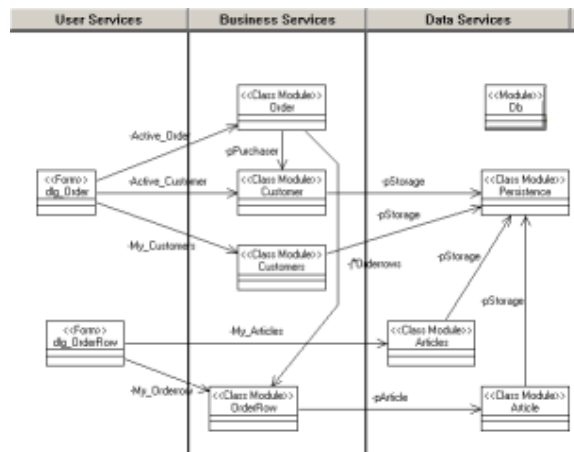 User Services
Business Services
Data Services
<<Class Module>>
Order
<<Module>>
Db
-Active_Order
-pPurchaser
<<Form>>
dlg_Order
-Active_Customer
<<Class Module>>
Customer
-pStorage
<<Class Module>>
Persistence
-pStorage
-My_Customers
<<Class Module>>
Customers
-pStorage
-pStorage
<<Form>>
dlg_OrderRow
-My_Articles
<<Class Module>>
Articles
-My_Orderrow
<<Class Module>>
OrderRow
-pArticle
<<Class Module>>
Article